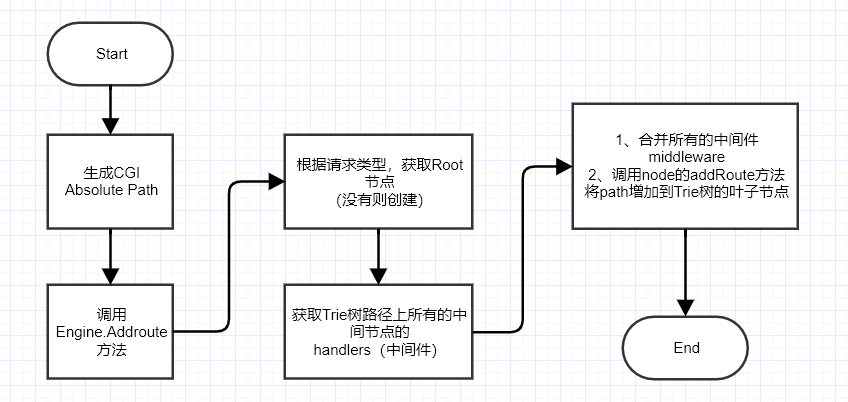 Start
生成CGI
Absolute Path
调用
Engine.Addroute
方法
根据请求类型，获取Root
节点
（没有则创建）
获取Trie树路径上所有的中
间节点的
handlers（中间件）
1、合并所有的中间件
middleware
2、调用node的addRoute方法
将path增加到Trie树的叶子节点
End